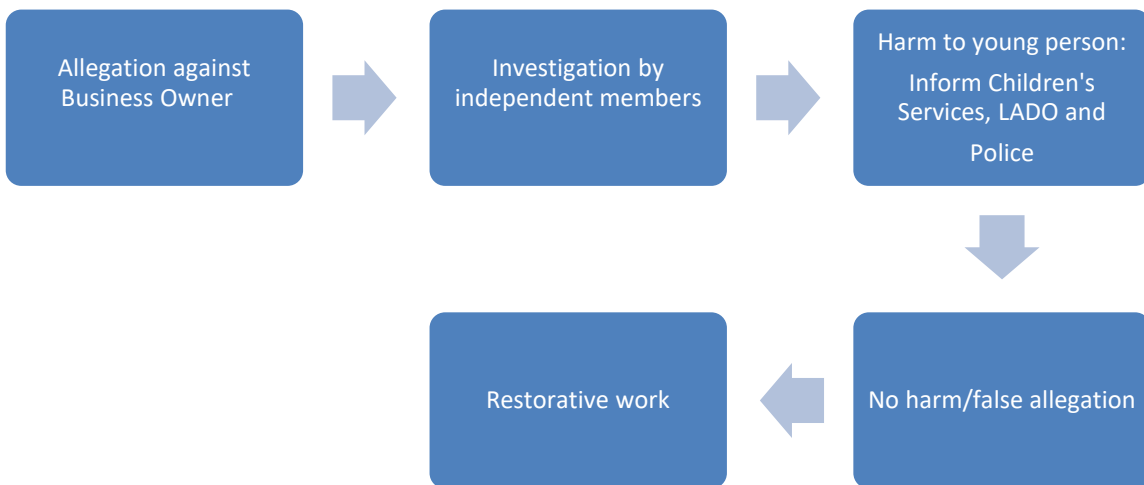 Allegation against
Business Owner
Investigation by
independent members
Harm to young person:
Inform Children's
Services, LADO and
Police
No harm/false allegation
Restorative work